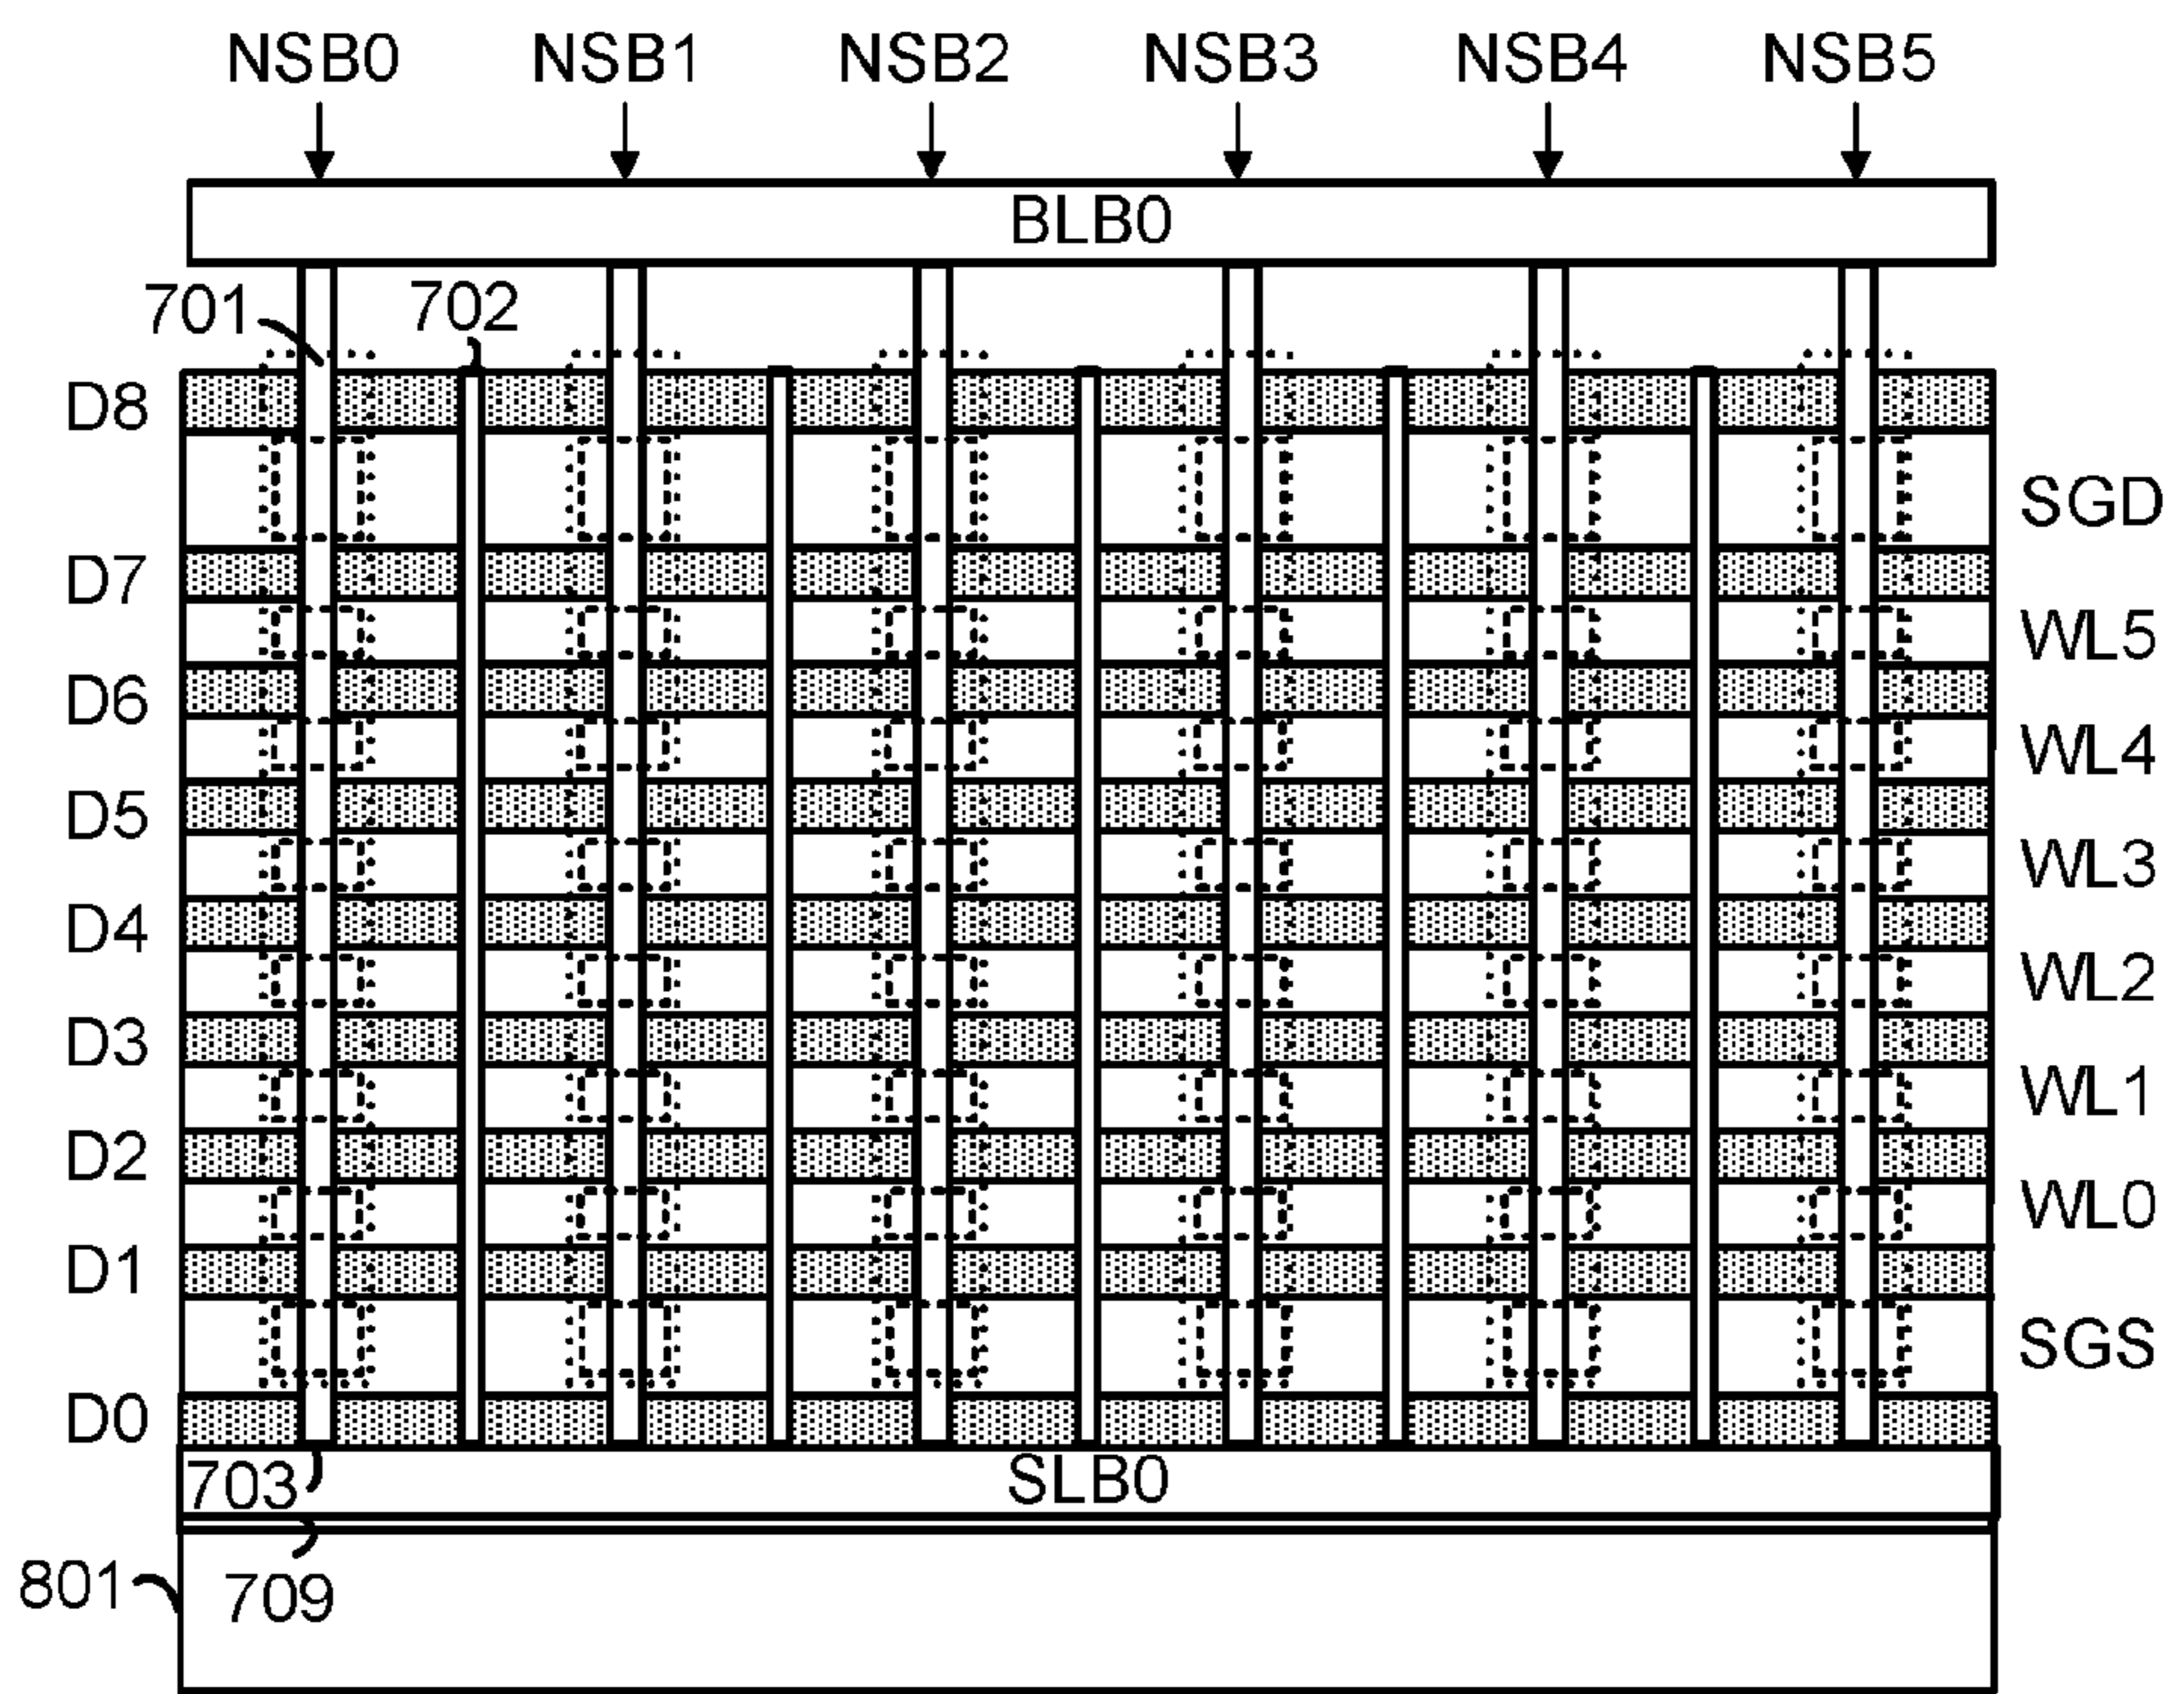 NSB0 NSB1 NSB2 NSB3 NSB4 NSB5
BLB0
701 702
D8
SGD
D7
WL5
D6
WL4
D5
WL3
D4
WL2
D3
WL1
D2
WL0
D1
SGS
D0
703 SLB0
801 709